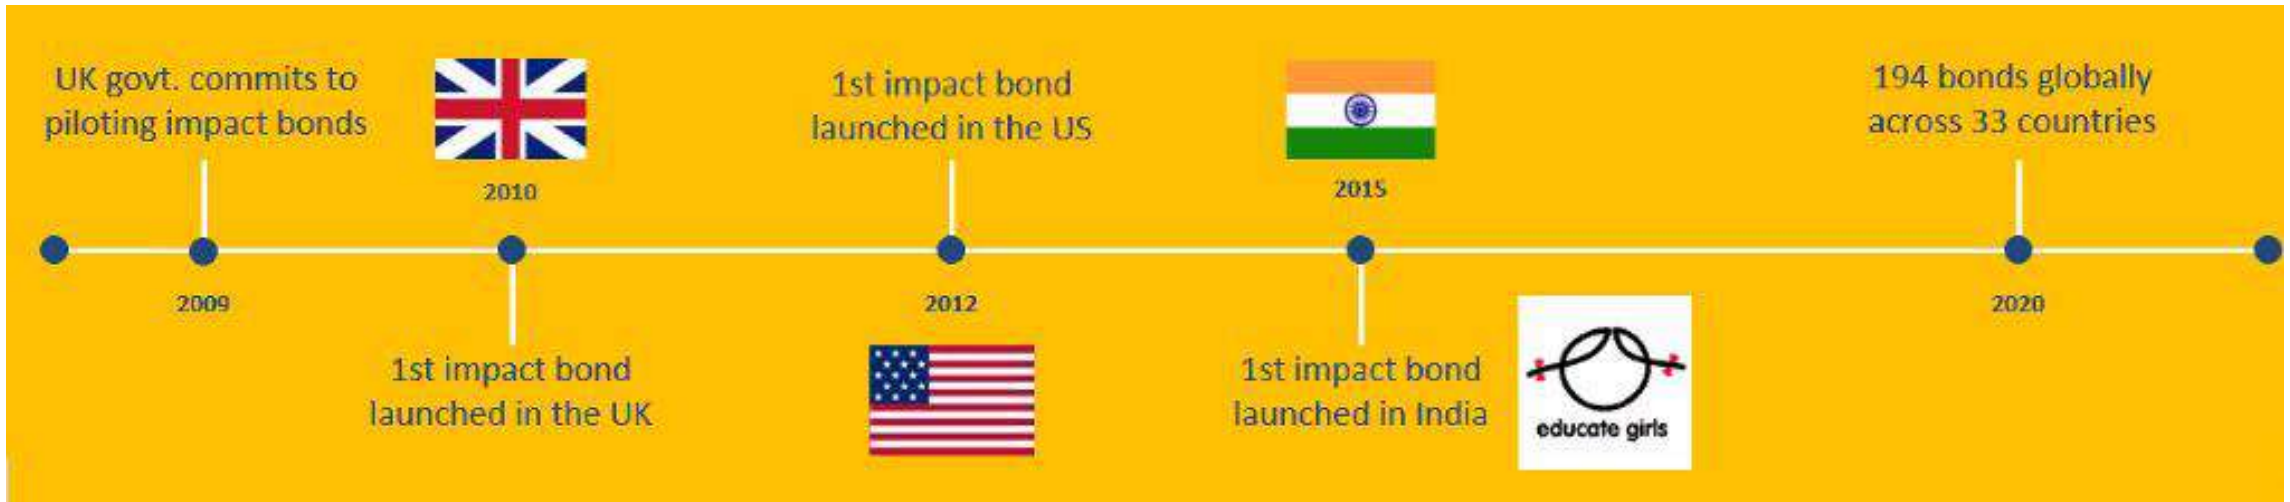 UK govt. commits to
piloting impact bonds
2009
2010
1st impact bond
launched in the UK
1st impact bond
launched in the US
2012
2015
1st impact bond
launched in India
educate girls
194 bonds globally
across 33 countries
2020